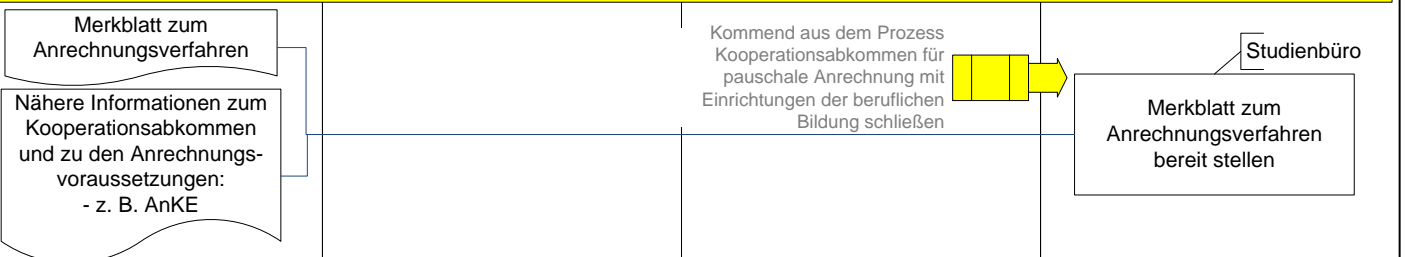 Merkblatt zum
Anrechnungsverfahren
Nähere Informationen zum
Kooperationsabkommen
und zu den Anrechnungs-
voraussetzungen:
- z. B. AnKE
Kommend aus dem Prozess
Kooperationsabkommen für
pauschale Anrechnung mit
Einrichtungen der beruflichen
Bildung schließen
Studienbüro
Merkblatt zum
Anrechnungsverfahren
bereit stellen